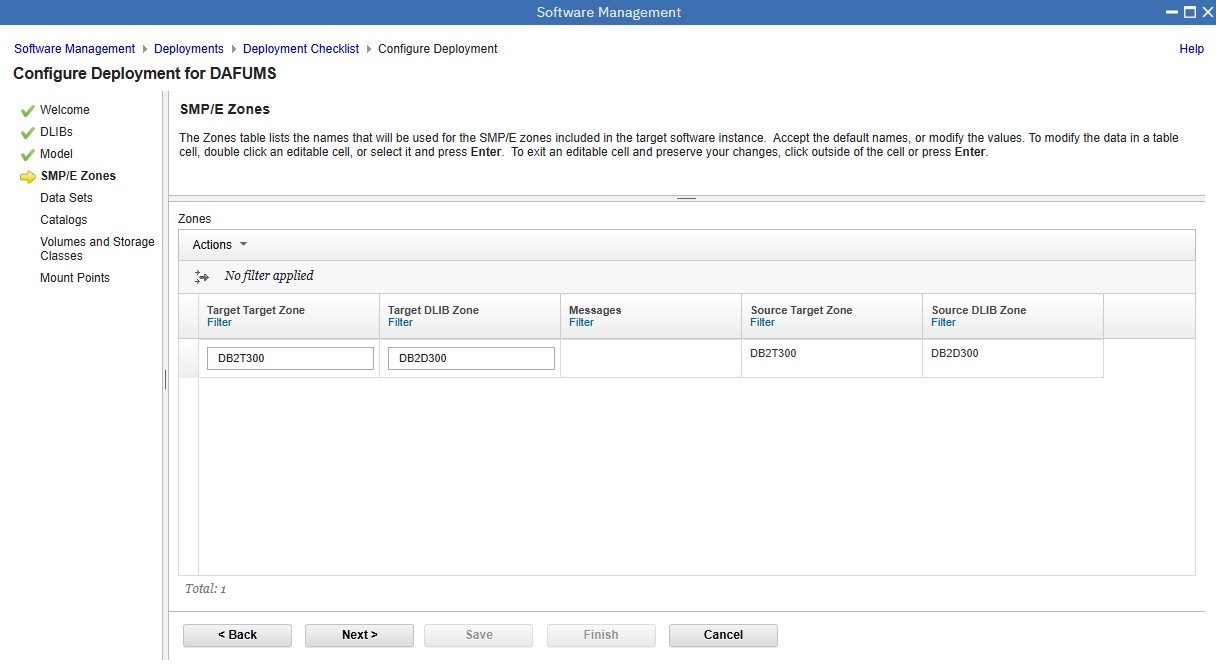 Software Management
Software Management Deployments Deployment Checklist Configure Deployment
Help
Configure Deployment for DAFUMS
Welcome
DLIBs
Model
SMP/E Zones
Data Sets
Catalogs
Volumes and Storage
Classes
Mount Points
SMP/E Zones
The Zones table lists the names that will be used for the SMP/E zones included in the target software instance. Accept the default names, or modify the values. To modify the data in a table
cell, double click an editable cell, or select it and press Enter. To exit an editable cell and preserve your changes, click outside of the cell or press Enter.
Zones
Actions
No filter applied
Target Target Zone Target DLIB Zone Messages Source Target Zone Source DLIB Zone
Filter Filter Filter Filter Filter
DB2T300 DB2D300 DB2T300 DB2D300
Total: 1
< Back Next > Save Finish Cancel